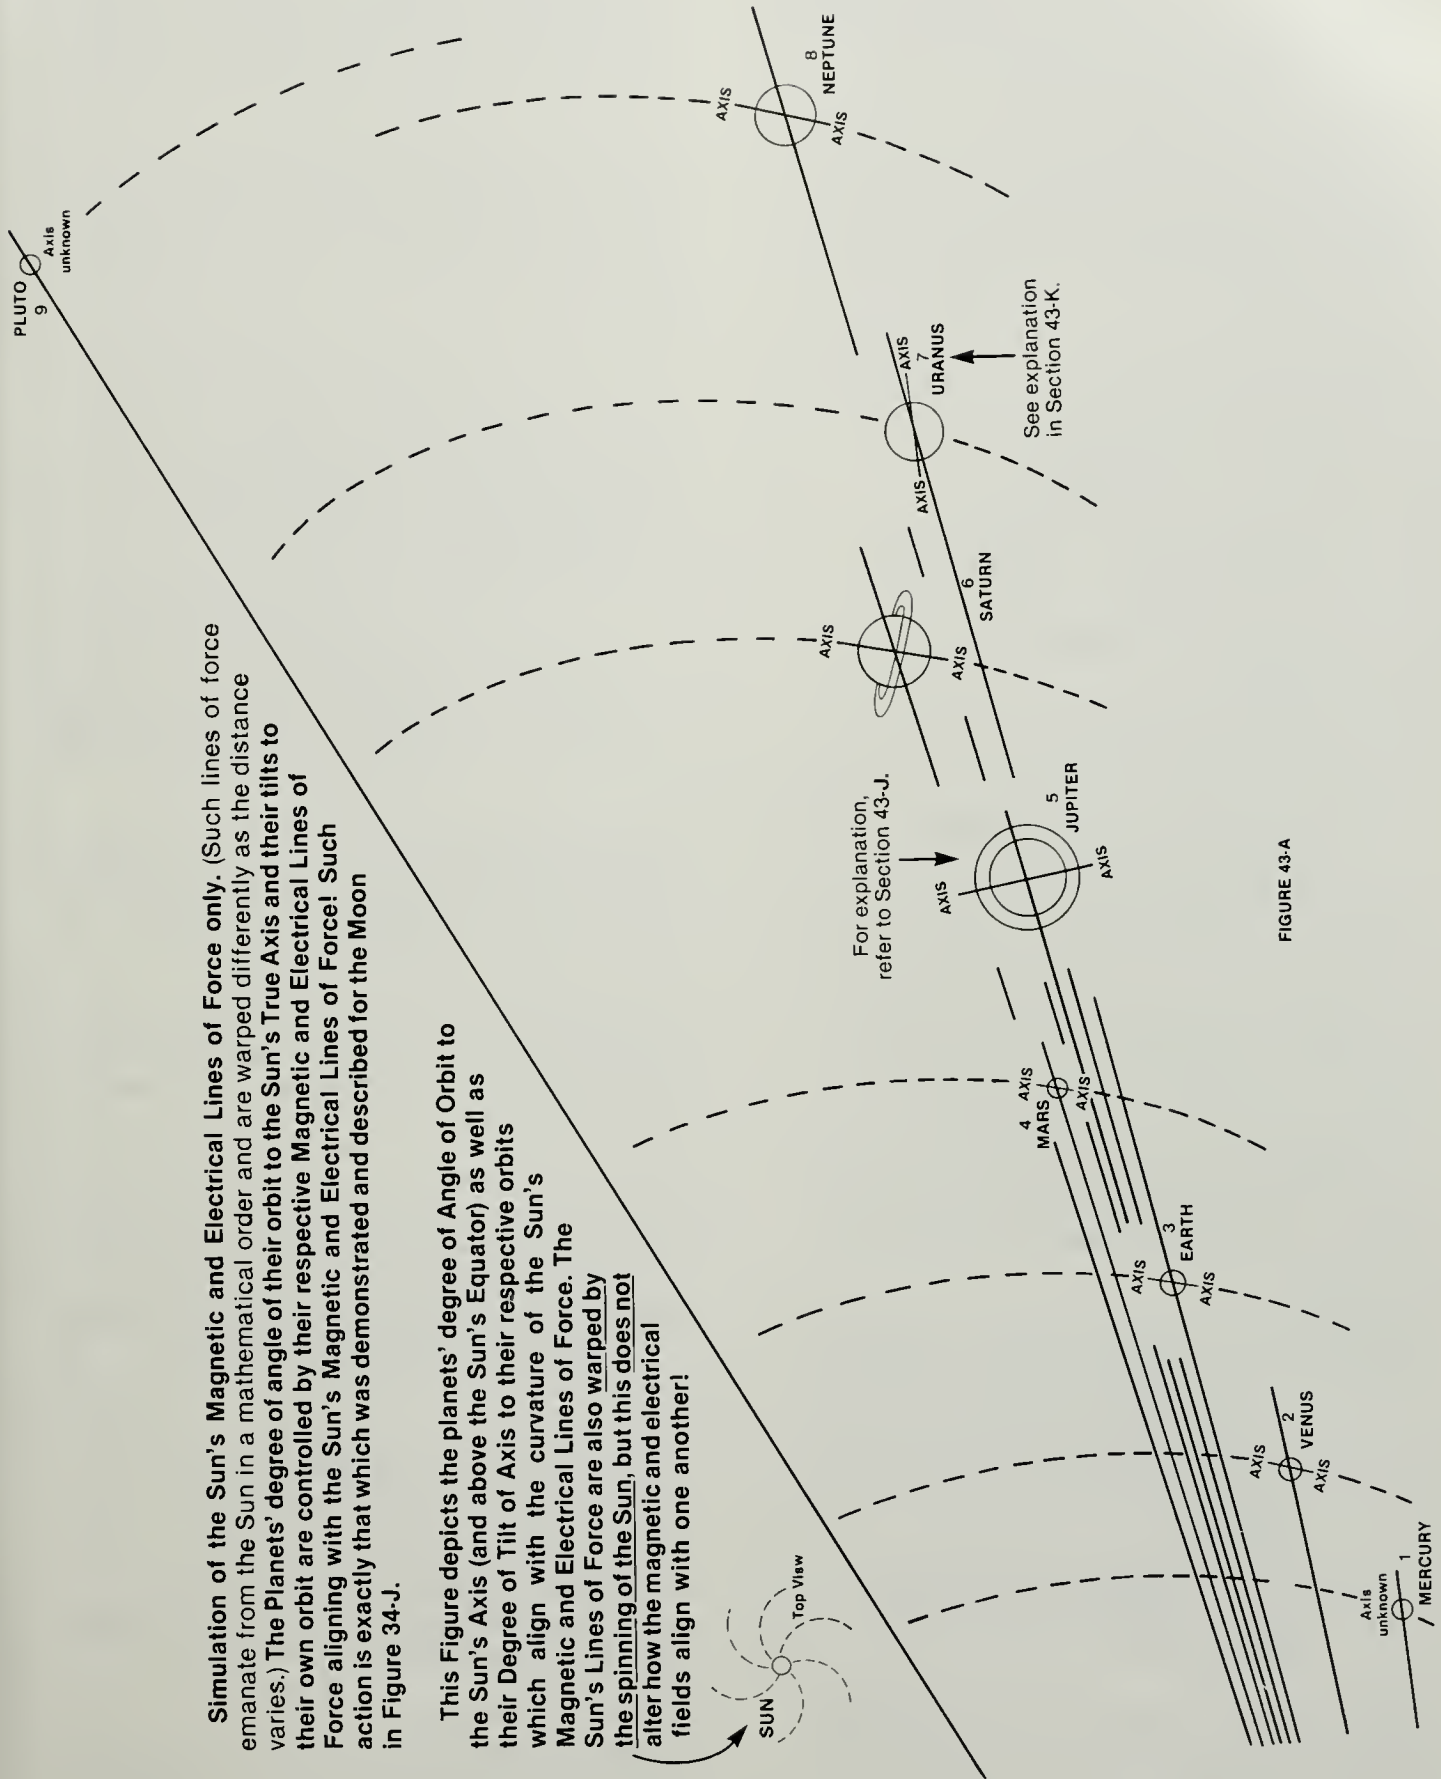 Simulation of the Sun's Magnetic and Electrical Lines of Force only. (Such lines of force
emanate from the Sun in a mathematical order and are warped differently as the distance
varies.) The Planets' degree of angle of their orbit to the Sun's True Axis and their tilts to
their own orbit are controlled by their respective Magnetic and Electrical Lines of
Force aligning with the Sun's Magnetic and Electrical Lines of Force! Such
action is exactly that which was demonstrated and described for the Moon
in Figure 34-J.
This Figure depicts the planets' degree of Angle of Orbit to
the Sun's Axis (and above the Sun's Equator) as well as
their Degree of Tilt of Axis to their respective orbits
which align with the curvature of the Sun's
Magnetic and Electrical Lines of Force. The
Sun's Lines of Force are also warped by
the spinning of the Sun, but this does not
alter how the magnetic and electrical
fields align with one another!
SUN
Top View
PLUTO
9
Axis
unknown
AXIS
AXIS
8
NEPTUNE
AXIS
AXIS
7
URANUS
See explanation
in Section 43-K.
AXIS
AXIS
6
SATURN
For explanation,
refer to Section 43-J.
AXIS
AXIS
5
JUPITER
AXIS
AXIS
4
MARS
AXIS
AXIS
3
EARTH
AXIS
AXIS
2
VENUS
Axis
unknown
1
MERCURY
FIGURE 43-A